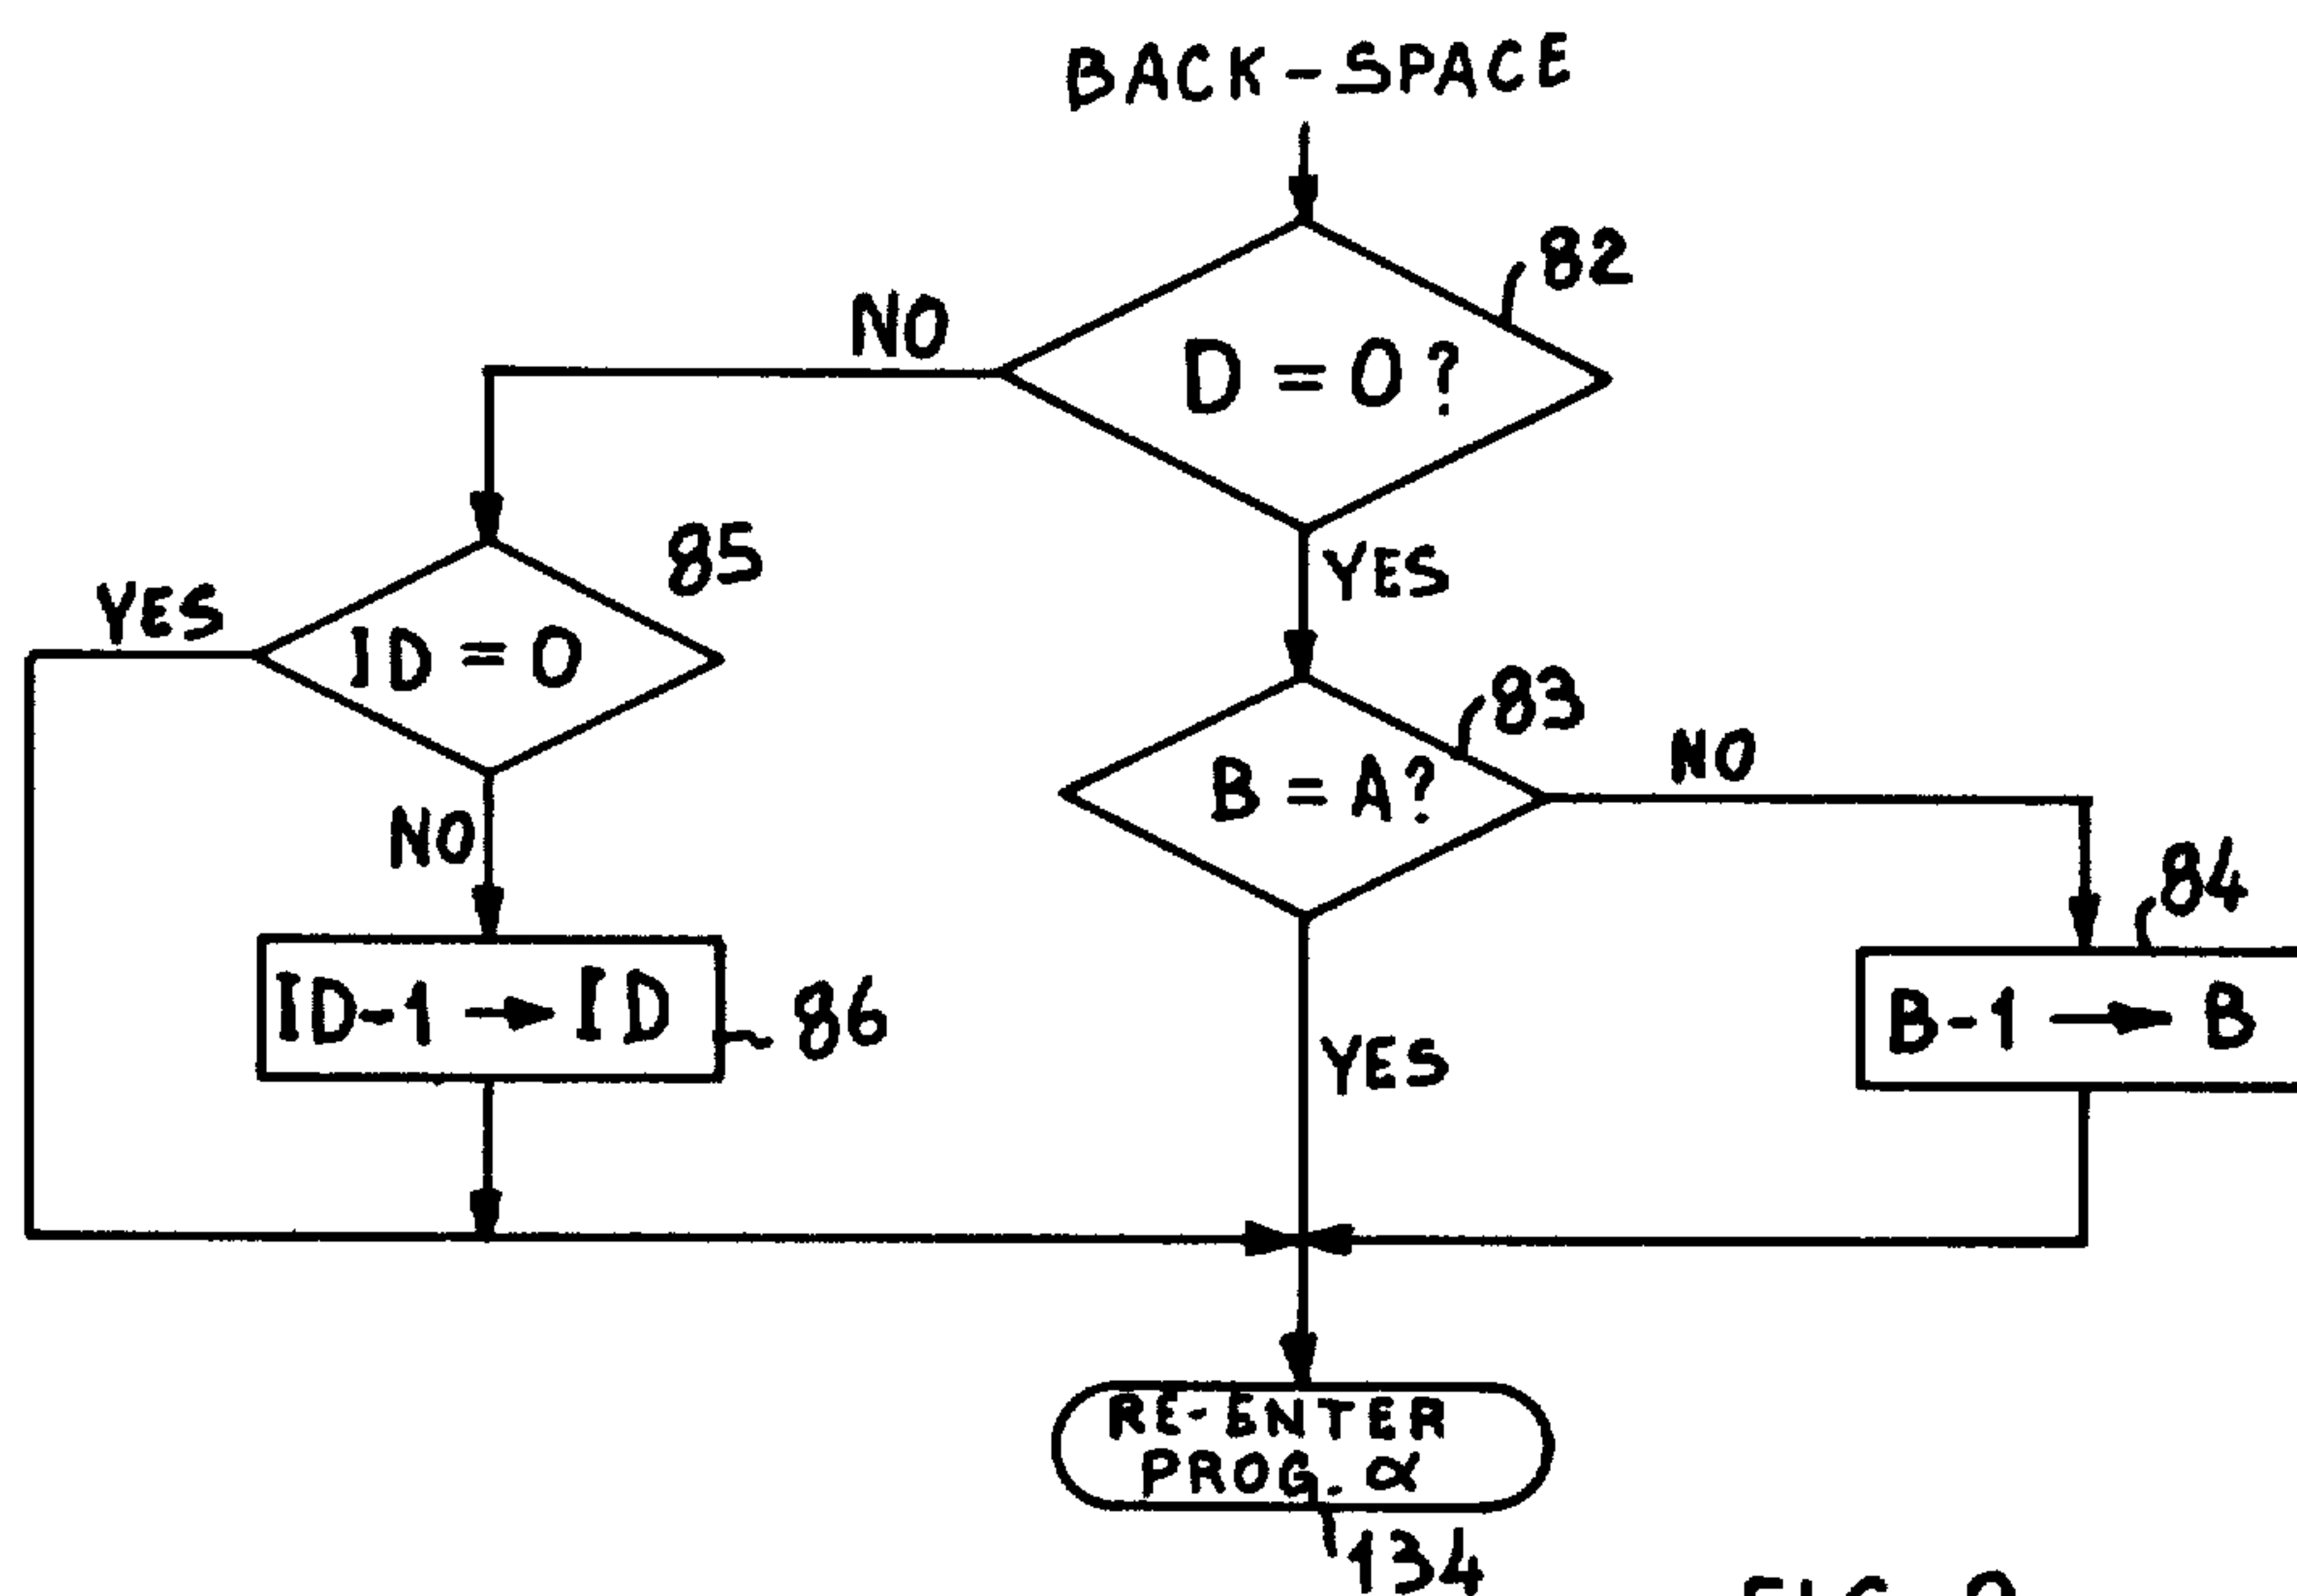 BACK-SPACE
82
NO
D = 0 ?
YES
85
YES
ID = 0
83
NO
B = A?
NO
84
ID-1 → ID
86
B-1 → B
YES
RE-ENTER
PROG. α
134